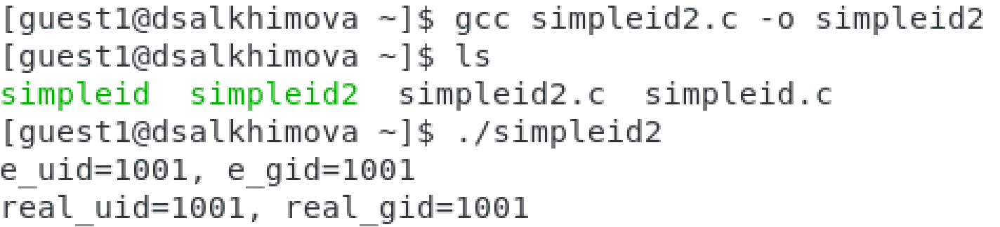 [guest1@dsalkhimova ~]$ gcc simpleid2.c -o simpleid2
[guest1@dsalkhimova ~]$ ls
simpleid  simpleid2  simpleid2.c  simpleid.c
[guest1@dsalkhimova ~]$ ./simpleid2
e_uid=1001, e_gid=1001
real_uid=1001, real_gid=1001